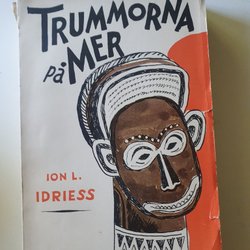 TRUMMORNA
på MER
ION L.
IDRIESS